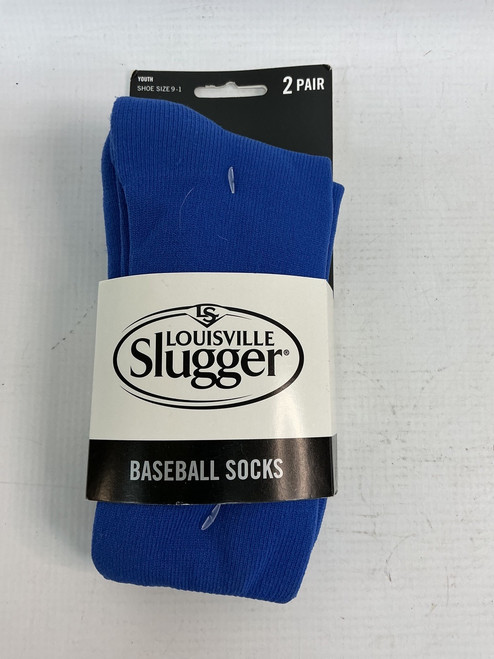 YOUTH
SHOE SIZE 9-1
2 PAIR
LS
LOUISVILLE
Slugger®
BASEBALL SOCKS